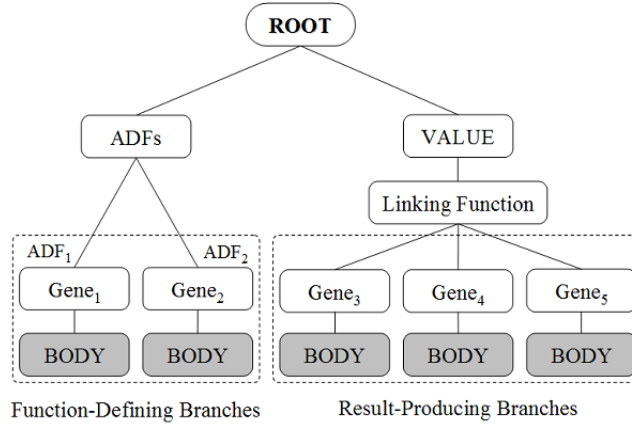 ROOT
ADFs VALUE
Linking Function
ADF₁ ADF₂
Gene₁ Gene₂ Gene₃ Gene₄ Gene₅
BODY BODY BODY BODY BODY
Function-Defining Branches Result-Producing Branches